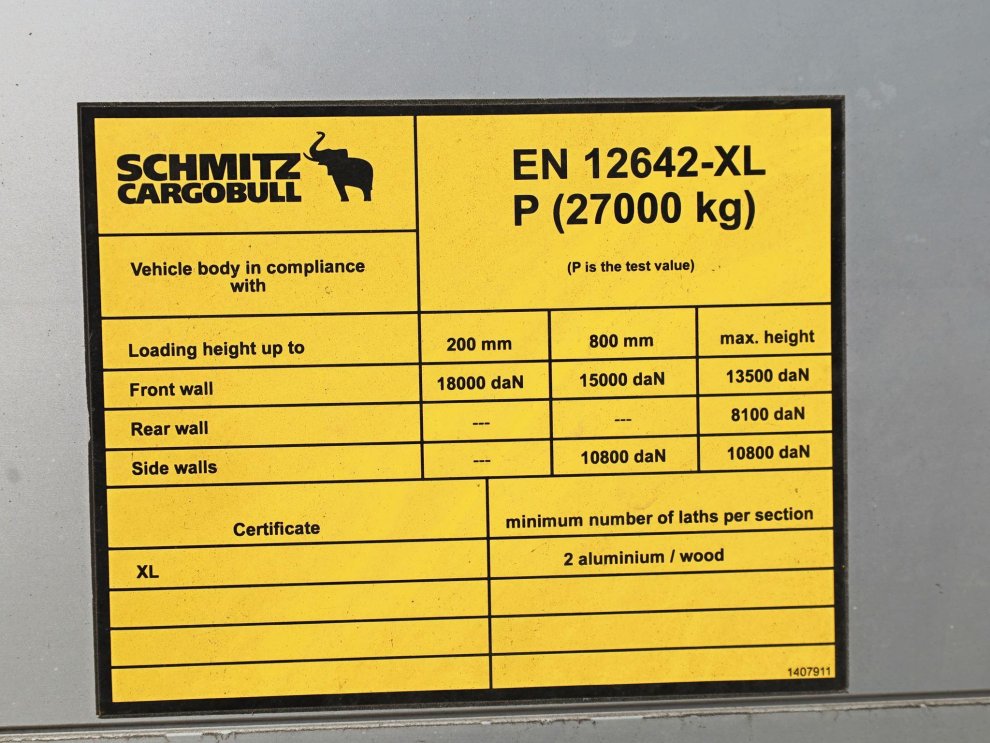 SCHMITZ
CARGOBULL
EN 12642-XL
P (27000 kg)
(P is the test value)
Vehicle body in compliance
with
Loading height up to 200 mm 800 mm max. height
Front wall 18000 daN 15000 daN 13500 daN
Rear wall --- --- 8100 daN
Side walls --- 10800 daN 10800 daN
Certificate minimum number of laths per section
XL 2 aluminium / wood
1407911